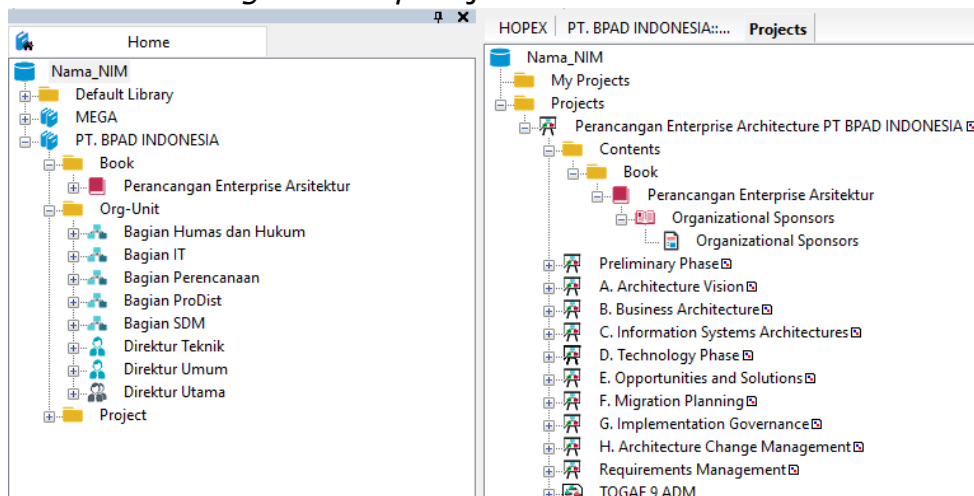 Home
Nama_NIM
Default Library
MEGA
PT. BPAD INDONESIA
Book
Perancangan Enterprise Arsitektur
Org-Unit
Bagian Humas dan Hukum
Bagian IT
Bagian Perencanaan
Bagian ProDist
Bagian SDM
Direktur Teknik
Direktur Umum
Direktur Utama
Project
HOPEX PT. BPAD INDONESIA::... Projects
Nama_NIM
My Projects
Projects
Perancangan Enterprise Architecture PT BPAD INDONESIA
Contents
Book
Perancangan Enterprise Arsitektur
Organizational Sponsors
Organizational Sponsors
Preliminary Phase
A. Architecture Vision
B. Business Architecture
C. Information Systems Architectures
D. Technology Phase
E. Opportunities and Solutions
F. Migration Planning
G. Implementation Governance
H. Architecture Change Management
Requirements Management
TOGAF 9 ADM